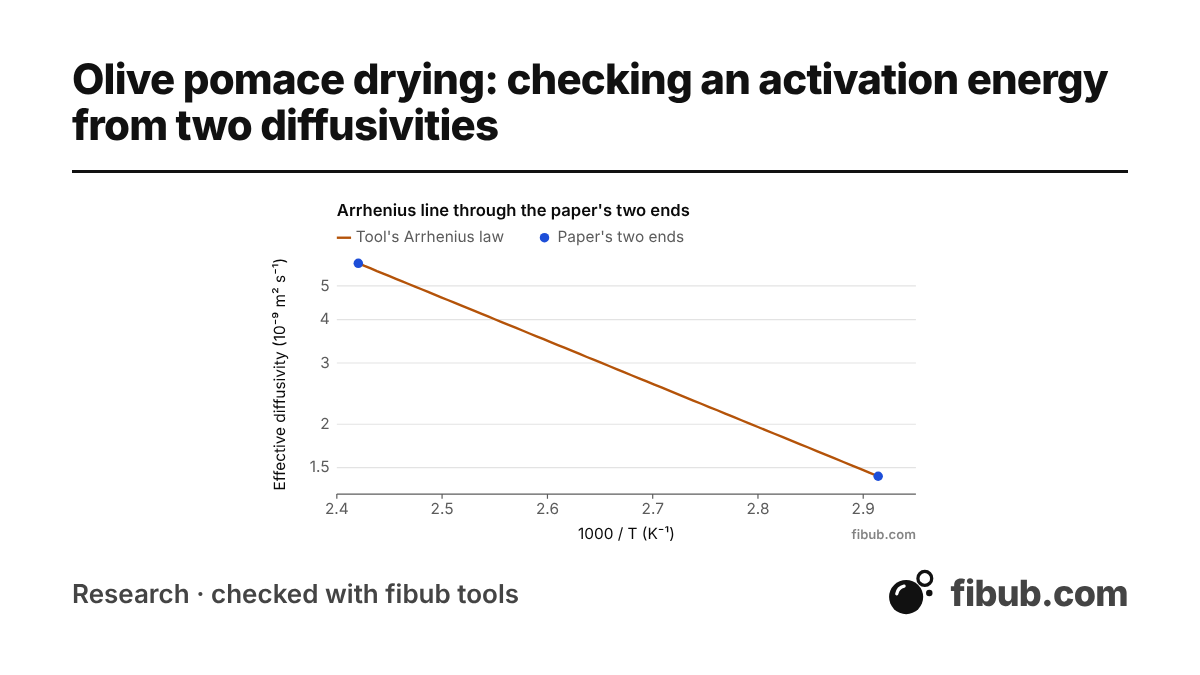 Olive pomace drying: checking an activation energy
from two diffusivities
Arrhenius line through the paper's two ends
Tool's Arrhenius law
Paper's two ends
Effective diffusivity (10⁻⁹ m² s⁻¹)
5
4
3
2
1.5
2.4
2.5
2.6
2.7
2.8
2.9
1000 / T (K⁻¹)
fibub.com
Research · checked with fibub tools
fibub.com